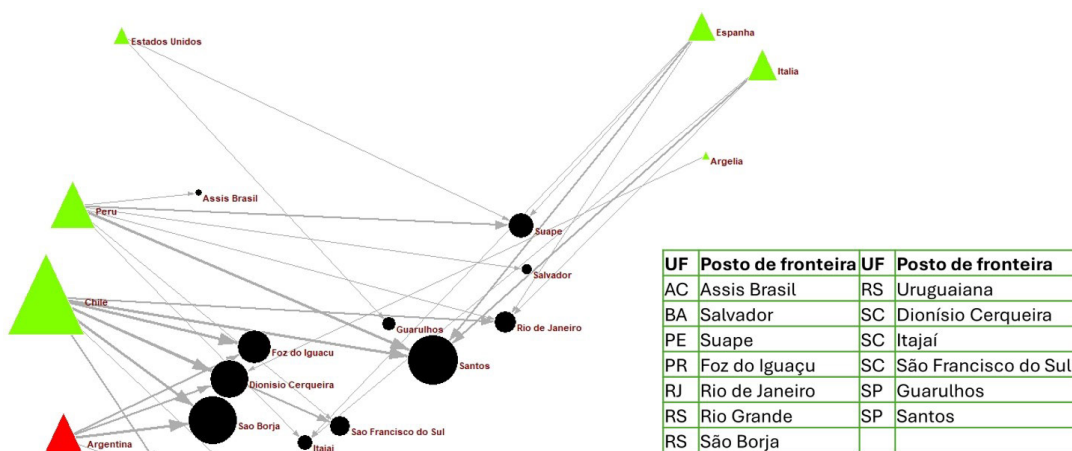 Estados Unidos
Espanha
Italia
Argelia
Assis Brasil
Peru
Suape
Salvador
Chile
Guarulhos
Rio de Janeiro
Foz do Iguacu
Santos
Dionisio Cerqueira
Sao Borja
Sao Francisco do Sul
Argentina
Itajai
UF Posto de fronteira UF Posto de fronteira
AC Assis Brasil RS Uruguaiana
BA Salvador SC Dionísio Cerqueira
PE Suape SC Itajaí
PR Foz do Iguaçu SC São Francisco do Sul
RJ Rio de Janeiro SP Guarulhos
RS Rio Grande SP Santos
RS São Borja